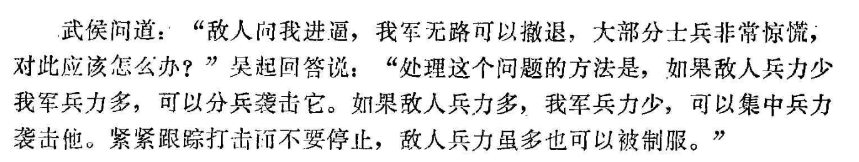 武侯问道：“敌人向我进逼，我军无路可以撤退，大部分士兵非常惊慌，
对此应该怎么办？”吴起回答说：“处理这个问题的方法是，如果敌人兵力少
我军兵力多，可以分兵袭击它。如果敌人兵力多，我军兵力少，可以集中兵力
袭击他。紧紧跟踪打击而不要停止，敌人兵力虽多也可以被制服。”